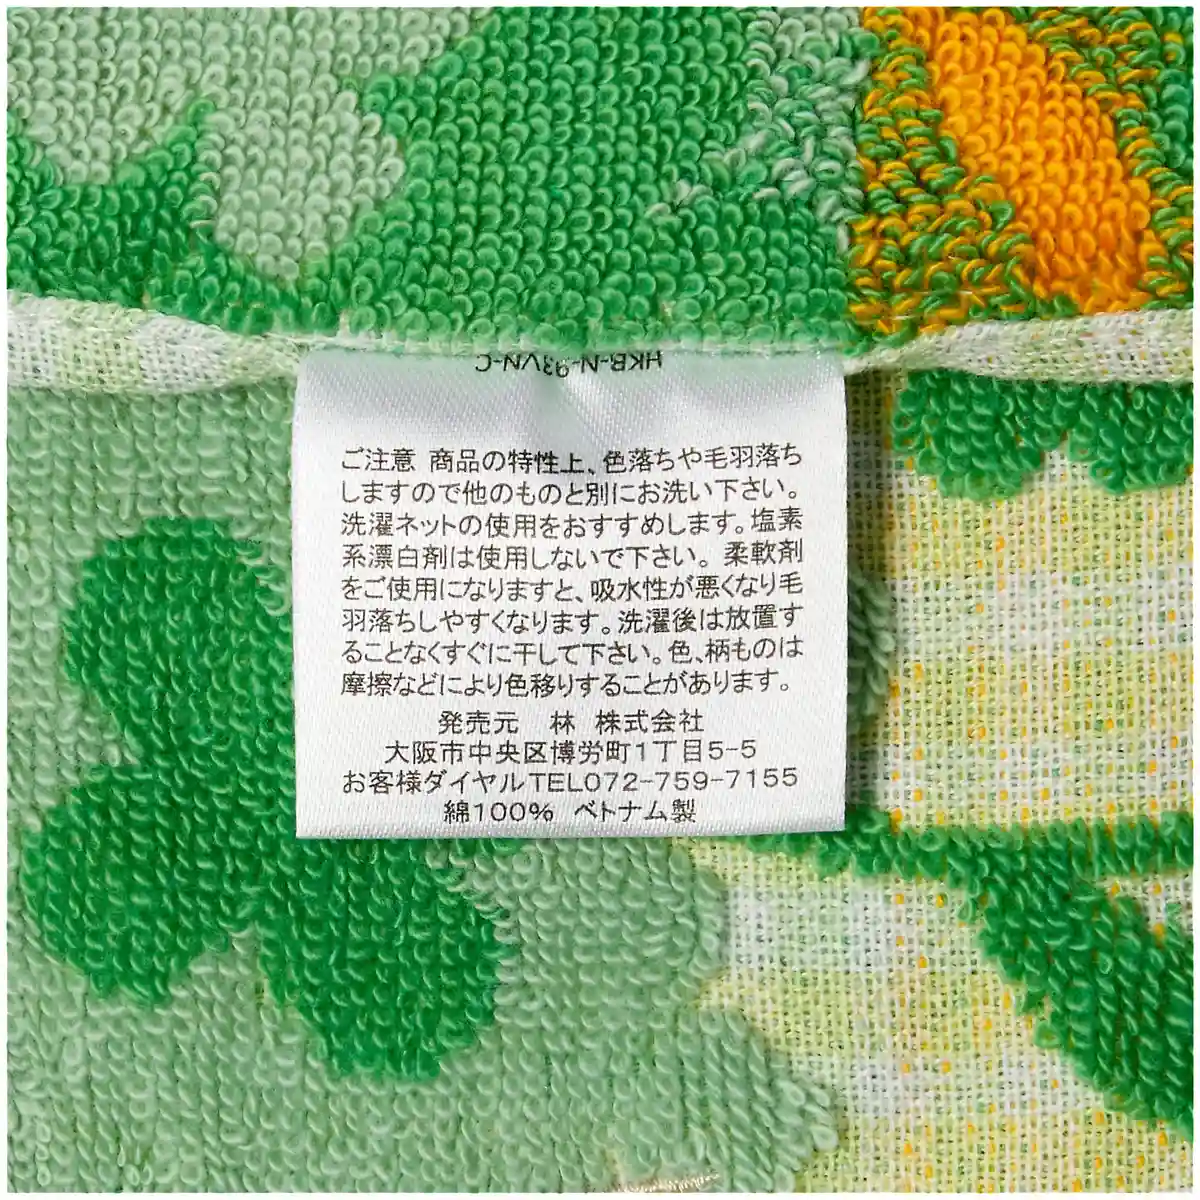 HKB-N-93VN-C
ご注意 商品の特性上、色落ちや毛羽落ち
しますので他のものと別にお洗い下さい。
洗濯ネットの使用をおすすめします。塩素
系漂白剤は使用しないで下さい。柔軟剤
をご使用になりますと、吸水性が悪くなり毛
羽落ちしやすくなります。洗濯後は放置す
ることなくすぐに干して下さい。色、柄ものは
摩擦などにより色移りすることがあります。
発売元 林 株式会社
大阪市中央区博労町1丁目5-5
お客様ダイヤルTEL072-759-7155
綿100% ベトナム製